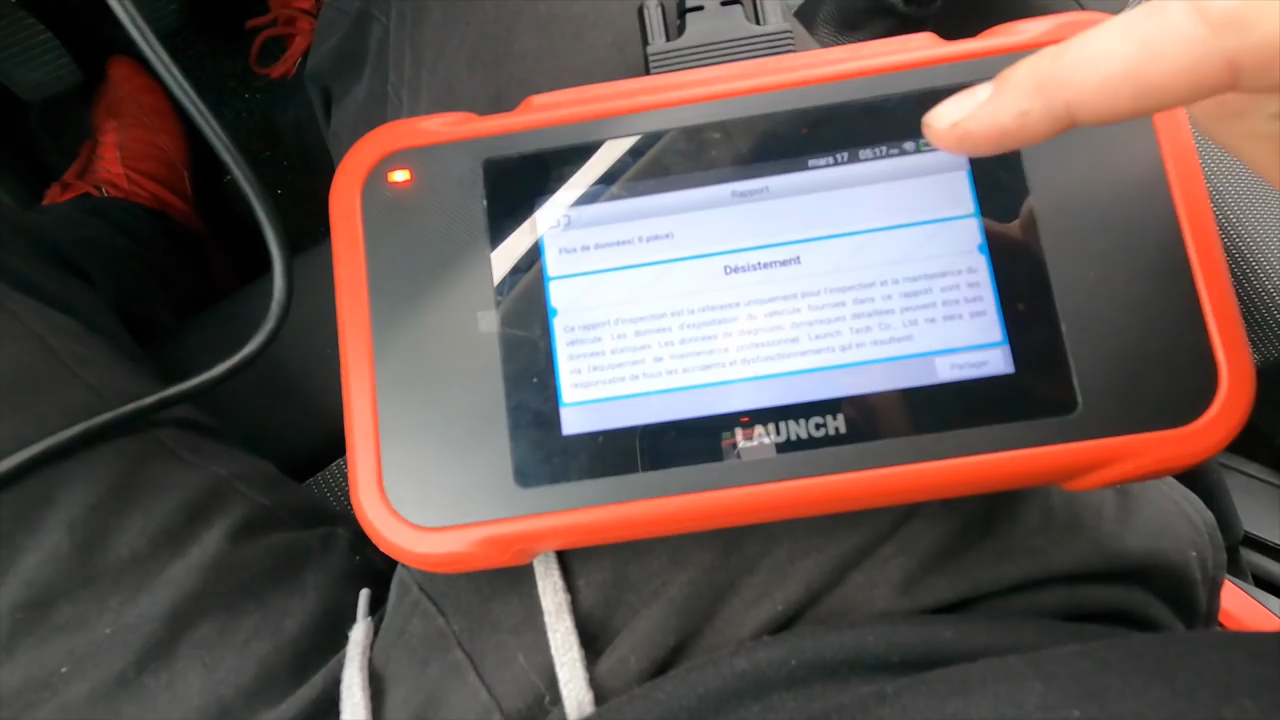 mars 17 05:17 PM
Rapport
Flux de données( 0 pièce)
Désistement
Ce rapport d'inspection est la référence uniquement pour l'inspection et la maintenance du
véhicule. Les données d'exploitation du véhicule fournies dans ce rapport sont les
données statiques. Les données de diagnostic dynamiques détaillées peuvent être lues
via l'équipement de maintenance professionnel. Launch Tech Co., Ltd ne sera pas
responsable de tous les accidents et dysfonctionnements qui en résultent!
Partager
LAUNCH